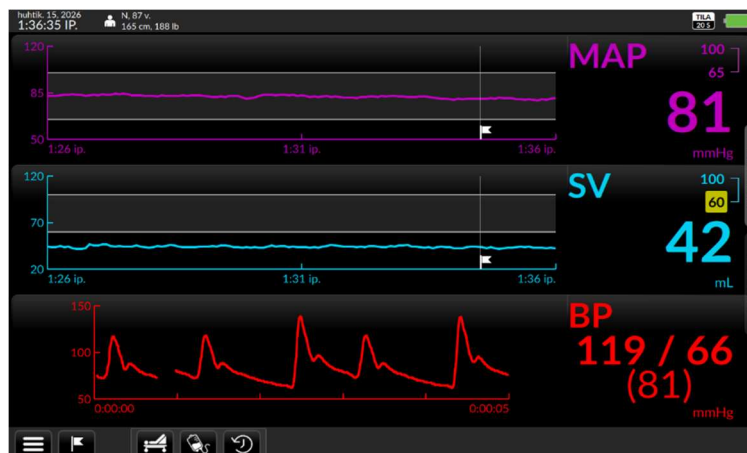 huhtik. 15, 2026
1:36:35 IP.
N, 87 v.
165 cm, 188 lb
TILA
20 S
120
85
50
1:26 ip.
1:31 ip.
1:36 ip.
MAP
100
65
81
mmHg
120
70
20
1:26 ip.
1:31 ip.
1:36 ip.
SV
100
60
42
mL
150
100
50
0:00:00
0:00:05
BP
119 / 66
(81)
mmHg